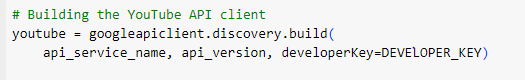 # Building the YouTube API client
youtube = googleapiclient.discovery.build(
    api_service_name, api_version, developerKey=DEVELOPER_KEY)